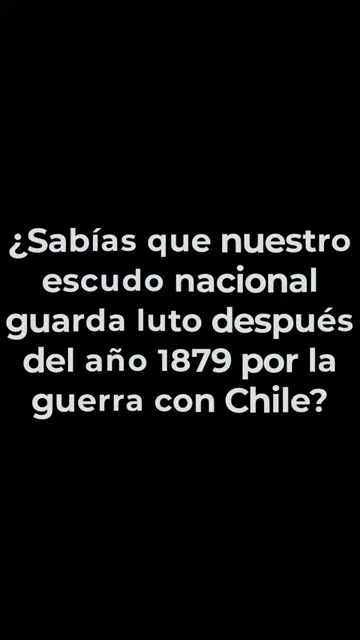 ¿Sabías que nuestro
escudo nacional
guarda luto después
del año 1879 por la
guerra con Chile?